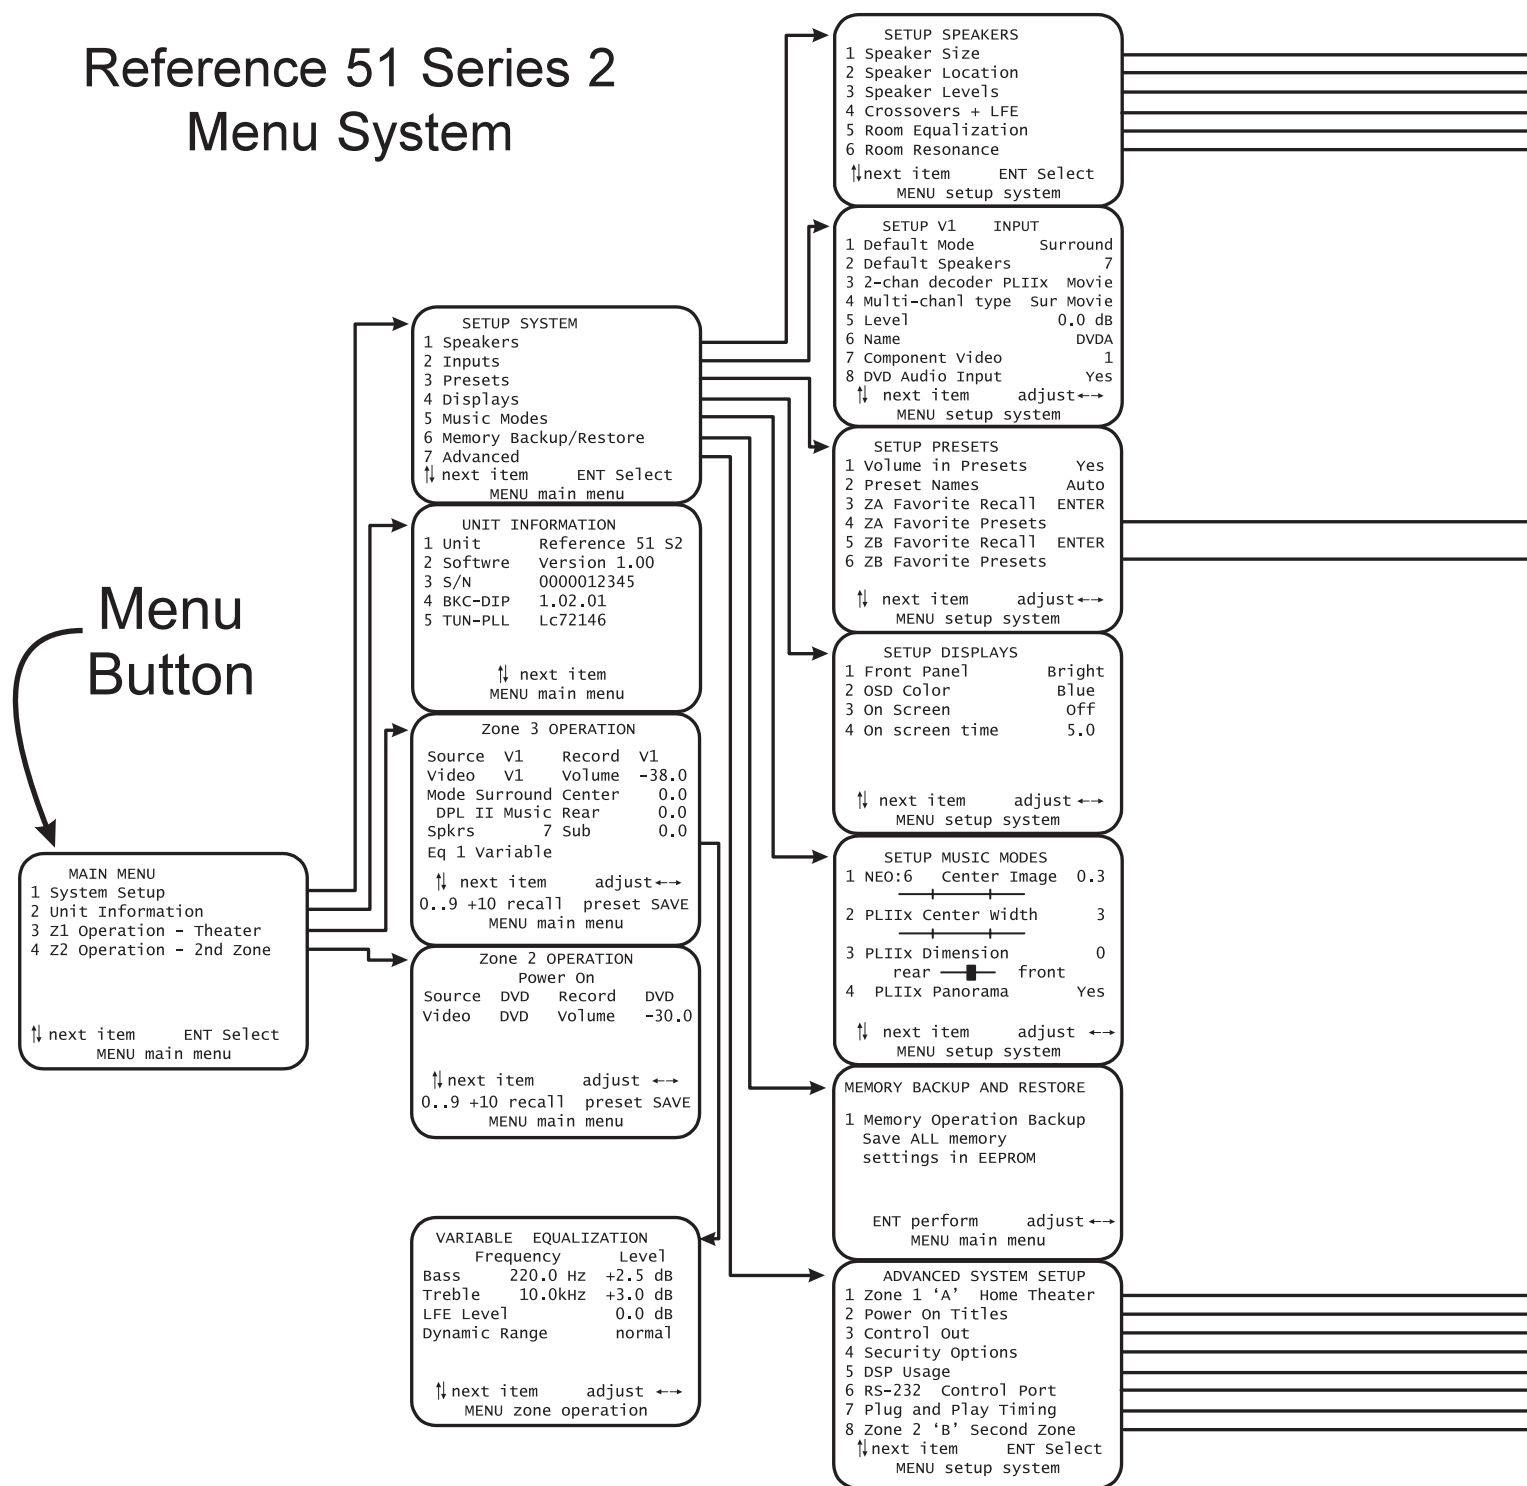 Reference 51 Series 2
Menu System
Menu
Button
MAIN MENU
1 System Setup
2 Unit Information
3 Z1 Operation - Theater
4 Z2 Operation - 2nd Zone
↑↓ next item ENT Select
MENU main menu
SETUP SYSTEM
1 Speakers
2 Inputs
3 Presets
4 Displays
5 Music Modes
6 Memory Backup/Restore
7 Advanced
↑↓ next item ENT Select
MENU main menu
UNIT INFORMATION
1 Unit Reference 51 S2
2 Softwre Version 1.00
3 S/N 0000012345
4 BKC-DIP 1.02.01
5 TUN-PLL Lc72146
↑↓ next item
MENU main menu
Zone 3 OPERATION
Source V1 Record V1
Video V1 Volume -38.0
Mode Surround Center 0.0
DPL II Music Rear 0.0
Spkrs 7 Sub 0.0
Eq 1 Variable
↑↓ next item adjust←→
0..9 +10 recall preset SAVE
MENU main menu
Zone 2 OPERATION
Power On
Source DVD Record DVD
Video DVD Volume -30.0
↑↓ next item adjust ←→
0..9 +10 recall preset SAVE
MENU main menu
VARIABLE EQUALIZATION
Frequency Level
Bass 220.0 Hz +2.5 dB
Treble 10.0kHz +3.0 dB
LFE Level 0.0 dB
Dynamic Range normal
↑↓ next item adjust ←→
MENU zone operation
SETUP SPEAKERS
1 Speaker Size
2 Speaker Location
3 Speaker Levels
4 Crossovers + LFE
5 Room Equalization
6 Room Resonance
↑↓next item ENT Select
MENU setup system
SETUP V1 INPUT
1 Default Mode Surround
2 Default Speakers 7
3 2-chan decoder PLIIx Movie
4 Multi-chanl type Sur Movie
5 Level 0.0 dB
6 Name DVDA
7 Component Video 1
8 DVD Audio Input Yes
↑↓ next item adjust←→
MENU setup system
SETUP PRESETS
1 Volume in Presets Yes
2 Preset Names Auto
3 ZA Favorite Recall ENTER
4 ZA Favorite Presets
5 ZB Favorite Recall ENTER
6 ZB Favorite Presets
↑↓ next item adjust←→
MENU setup system
SETUP DISPLAYS
1 Front Panel Bright
2 OSD Color Blue
3 On Screen Off
4 On screen time 5.0
↑↓ next item adjust ←→
MENU setup system
SETUP MUSIC MODES
1 NEO:6 Center Image 0.3
2 PLIIx Center Width 3
3 PLIIx Dimension 0
rear front
4 PLIIx Panorama Yes
↑↓ next item adjust ←→
MENU setup system
MEMORY BACKUP AND RESTORE
1 Memory Operation Backup
Save ALL memory
settings in EEPROM
ENT perform adjust ←→
MENU main menu
ADVANCED SYSTEM SETUP
1 Zone 1 ‘A’ Home Theater
2 Power On Titles
3 Control Out
4 Security Options
5 DSP Usage
6 RS-232 Control Port
7 Plug and Play Timing
8 Zone 2 ‘B’ Second Zone
↑↓next item ENT Select
MENU setup system